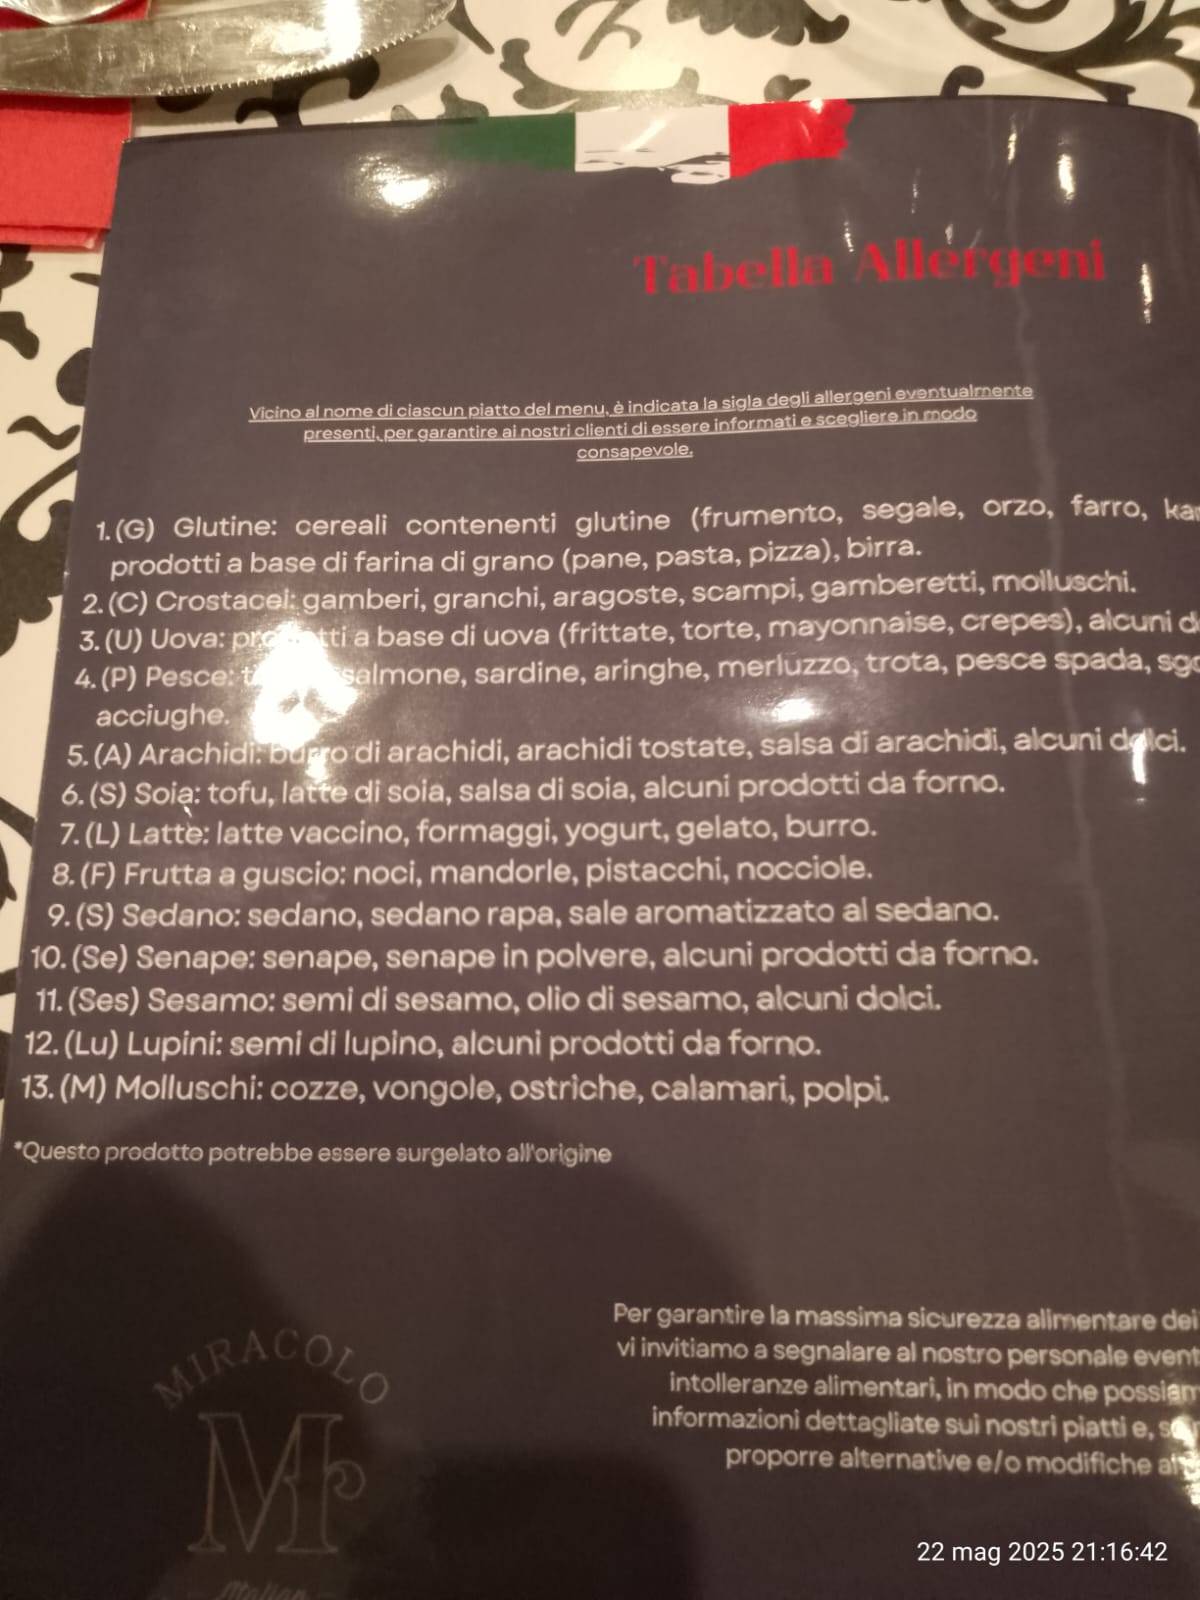 Tabella Allergeni
Vicino al nome di ciascun piatto del menu, è indicata la sigla degli allergeni eventualmente
presenti, per garantire ai nostri clienti di essere informati e scegliere in modo
consapevole.
1. (G) Glutine: cereali contenenti glutine (frumento, segale, orzo, farro,
prodotti a base di farina di grano (pane, pasta, pizza), birra.
2. (C) Crostacei: gamberi, granchi, aragoste, scampi, gamberetti, molluschi.
3. (U) Uova: a base di uova (frittate, torte, mayonnaise, crepes), alcuni
4. (P) Pesce: salmone, sardine, aringhe, merluzzo, trota, pesce spada,
acciughe.
5. (A) Arachidi: burro di arachidi, arachidi tostate, salsa di arachidi, alcuni dolci.
6. (S) Soia: tofu, latte di soia, salsa di soia, alcuni prodotti da forno.
7. (L) Latte: latte vaccino, formaggi, yogurt, gelato, burro.
8. (F) Frutta a guscio: noci, mandorle, pistacchi, nocciole.
9. (S) Sedano: sedano, sedano rapa, sale aromatizzato al sedano.
10. (Se) Senape: senape, senape in polvere, alcuni prodotti da forno.
11. (Ses) Sesamo: semi di sesamo, olio di sesamo, alcuni dolci.
12. (Lu) Lupini: semi di lupino, alcuni prodotti da forno.
13. (M) Molluschi: cozze, vongole, ostriche, calamari, polpi.
*Questo prodotto potrebbe essere surgelato all'origine
Per garantire la massima sicurezza alimentare dei
vi invitiamo a segnalare al nostro personale
intolleranze alimentari, in modo che
informazioni dettagliate sui nostri piatti e,
proporre alternative e/o modifiche
MIRACOLO
M
Italian
22 mag 2025 21:16:42